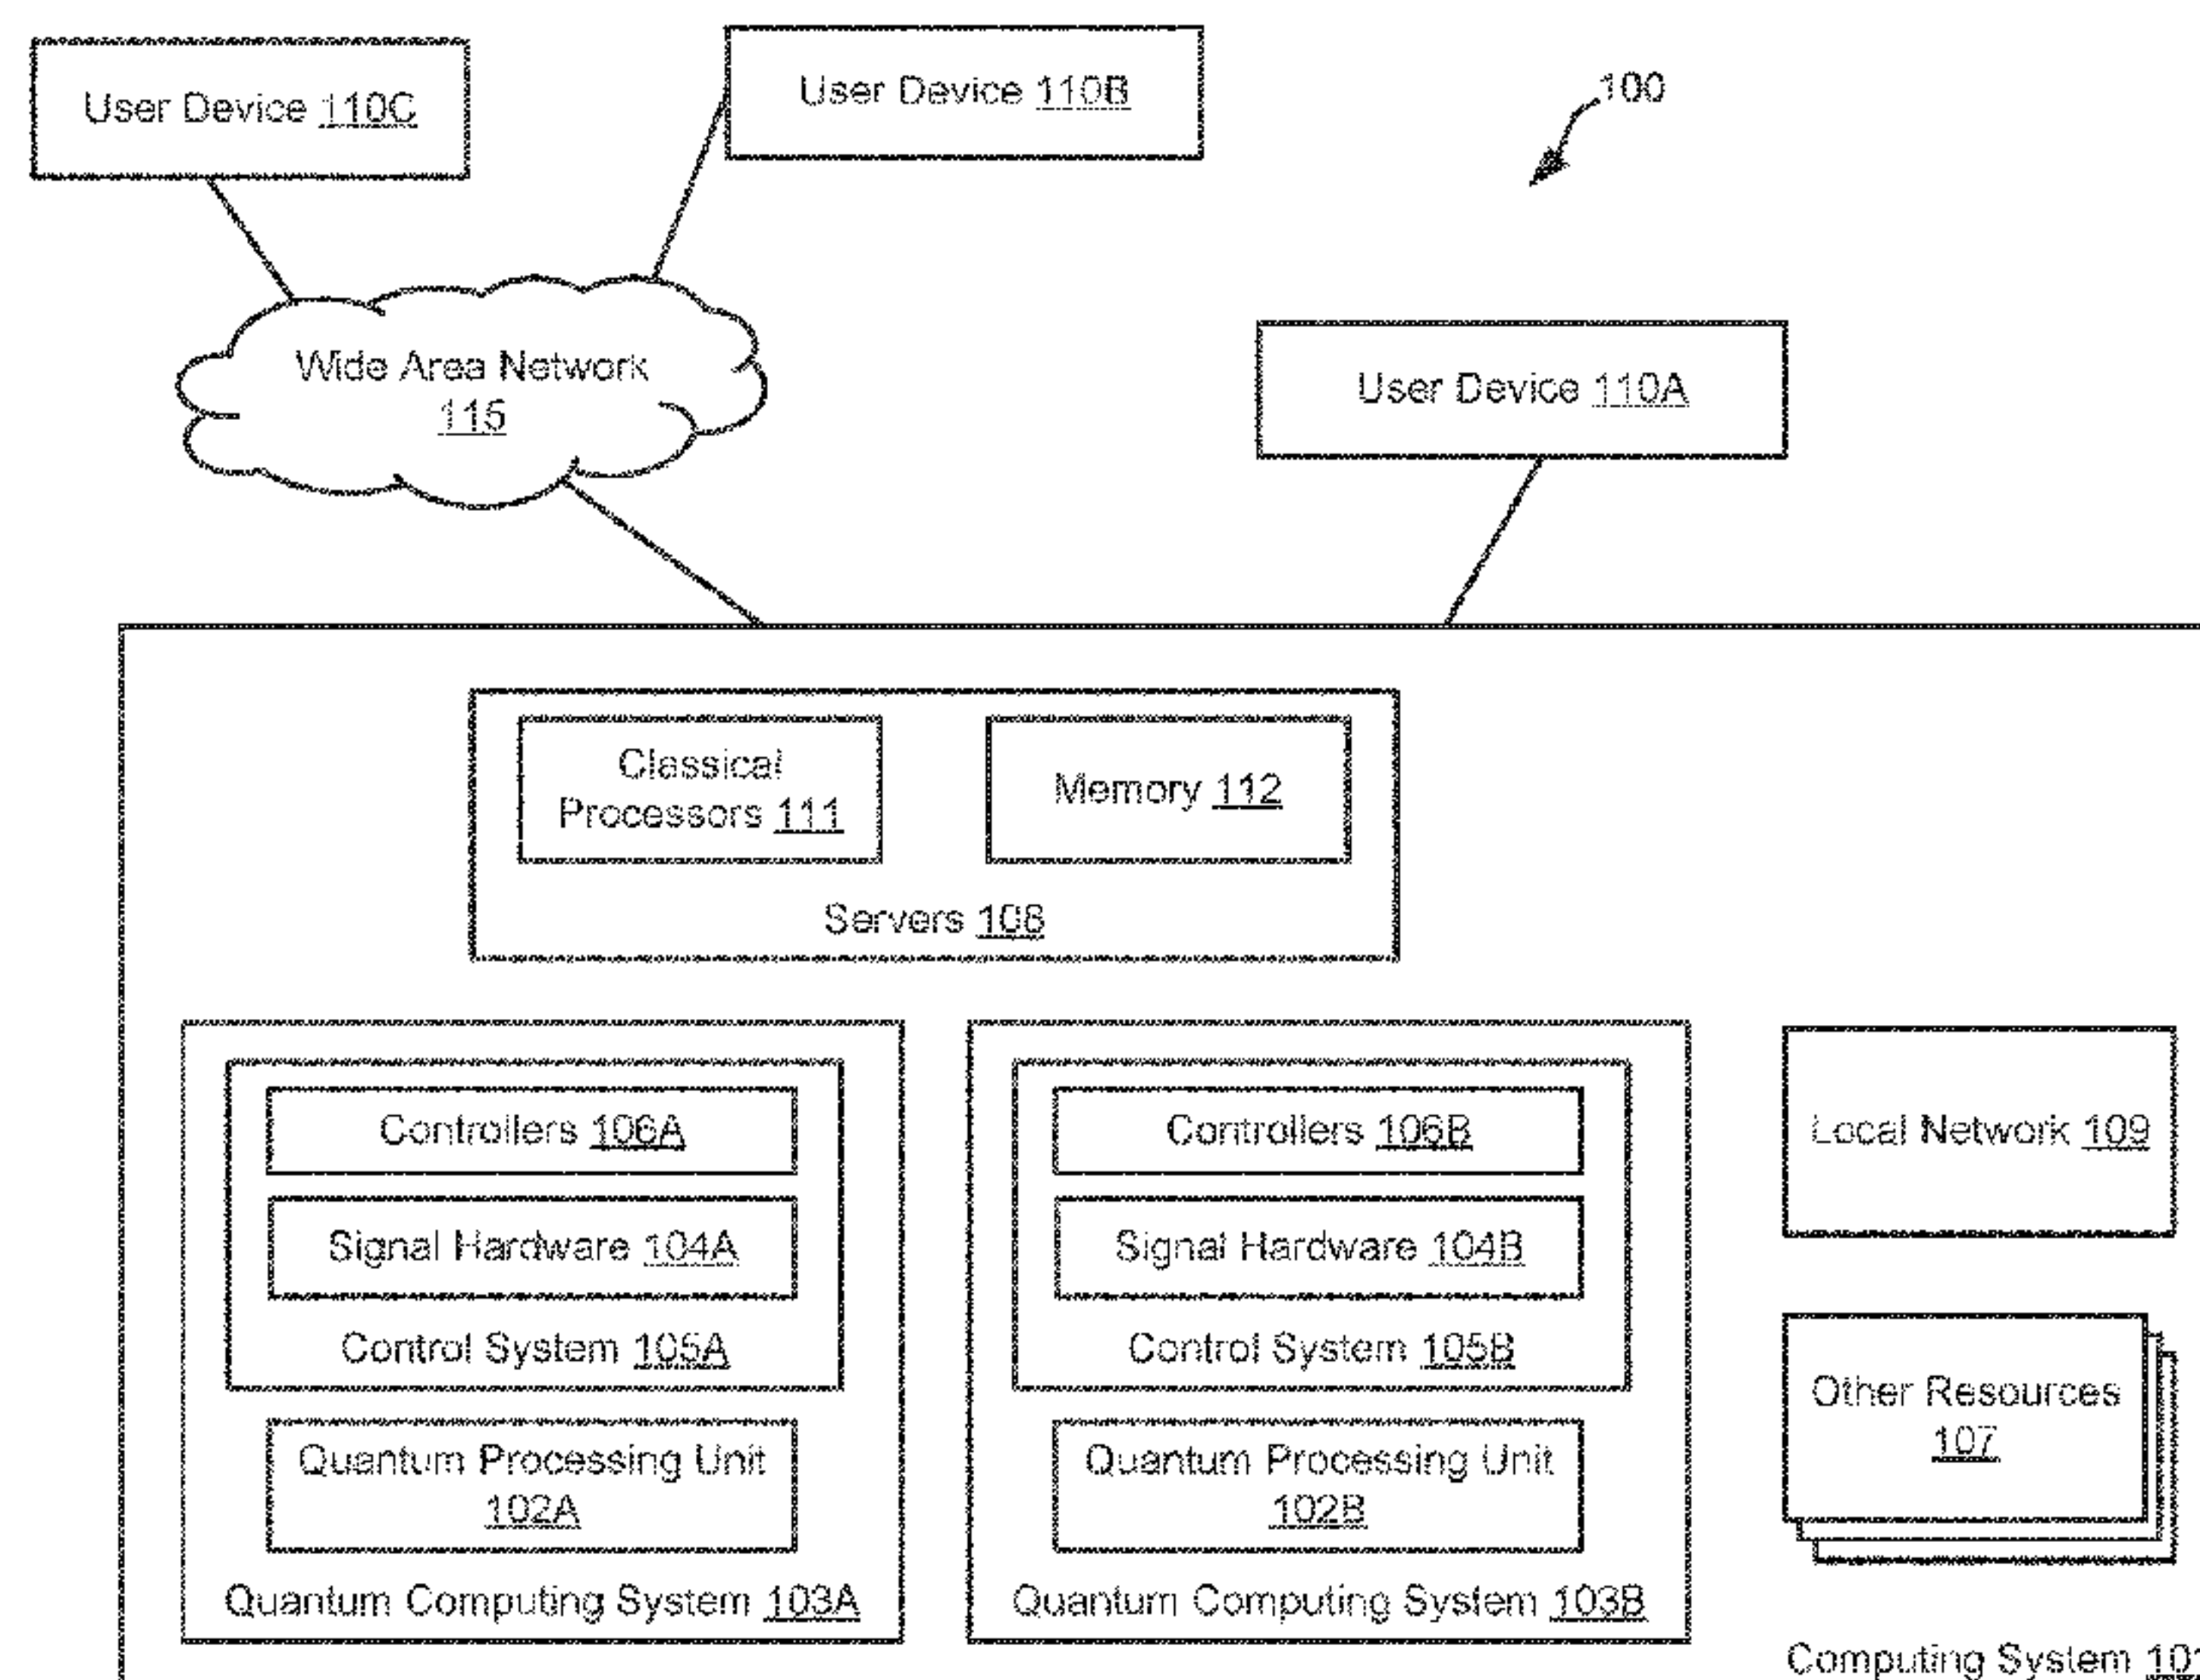 User Device 110C
User Device 110B
100
Wide Area Network
115
User Device 110A
Classical
Processors 111
Memory 112
Servers 108
Controllers 106A
Signal Hardware 104A
Control System 105A
Quantum Processing Unit
102A
Quantum Computing System 103A
Controllers 106B
Signal Hardware 104B
Control System 105B
Quantum Processing Unit
102B
Quantum Computing System 103B
Local Network 109
Other Resources
107
Computing System 101